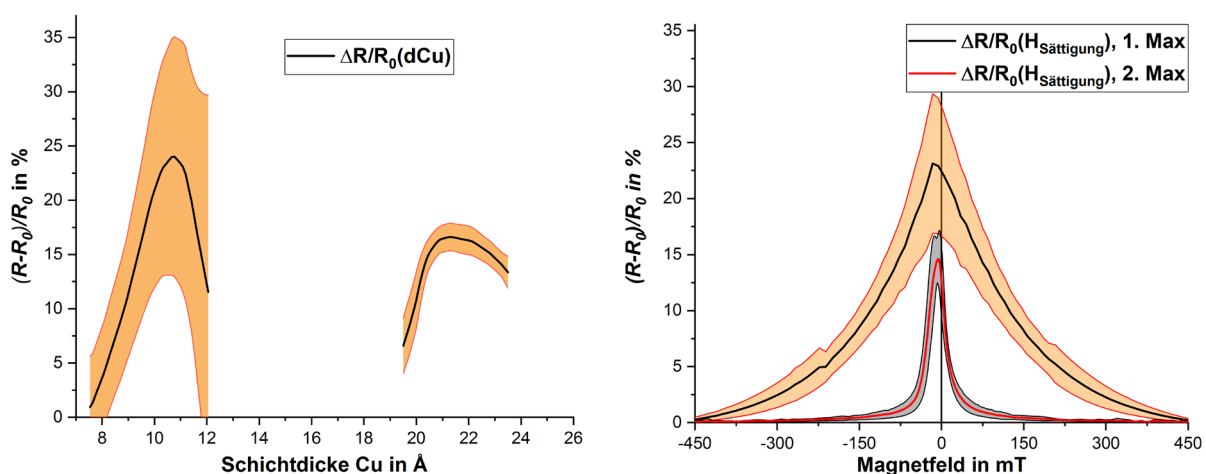 ΔR/R₀(dCu)
(R-R₀)/R₀ in %
35
30
25
20
15
10
5
0
8 10 12 14 16 18 20 22 24 26
Schichtdicke Cu in Å
ΔR/R₀(H_Sättigung), 1. Max
ΔR/R₀(H_Sättigung), 2. Max
(R-R₀)/R₀ in %
35
30
25
20
15
10
5
0
-450 -300 -150 0 150 300 450
Magnetfeld in mT